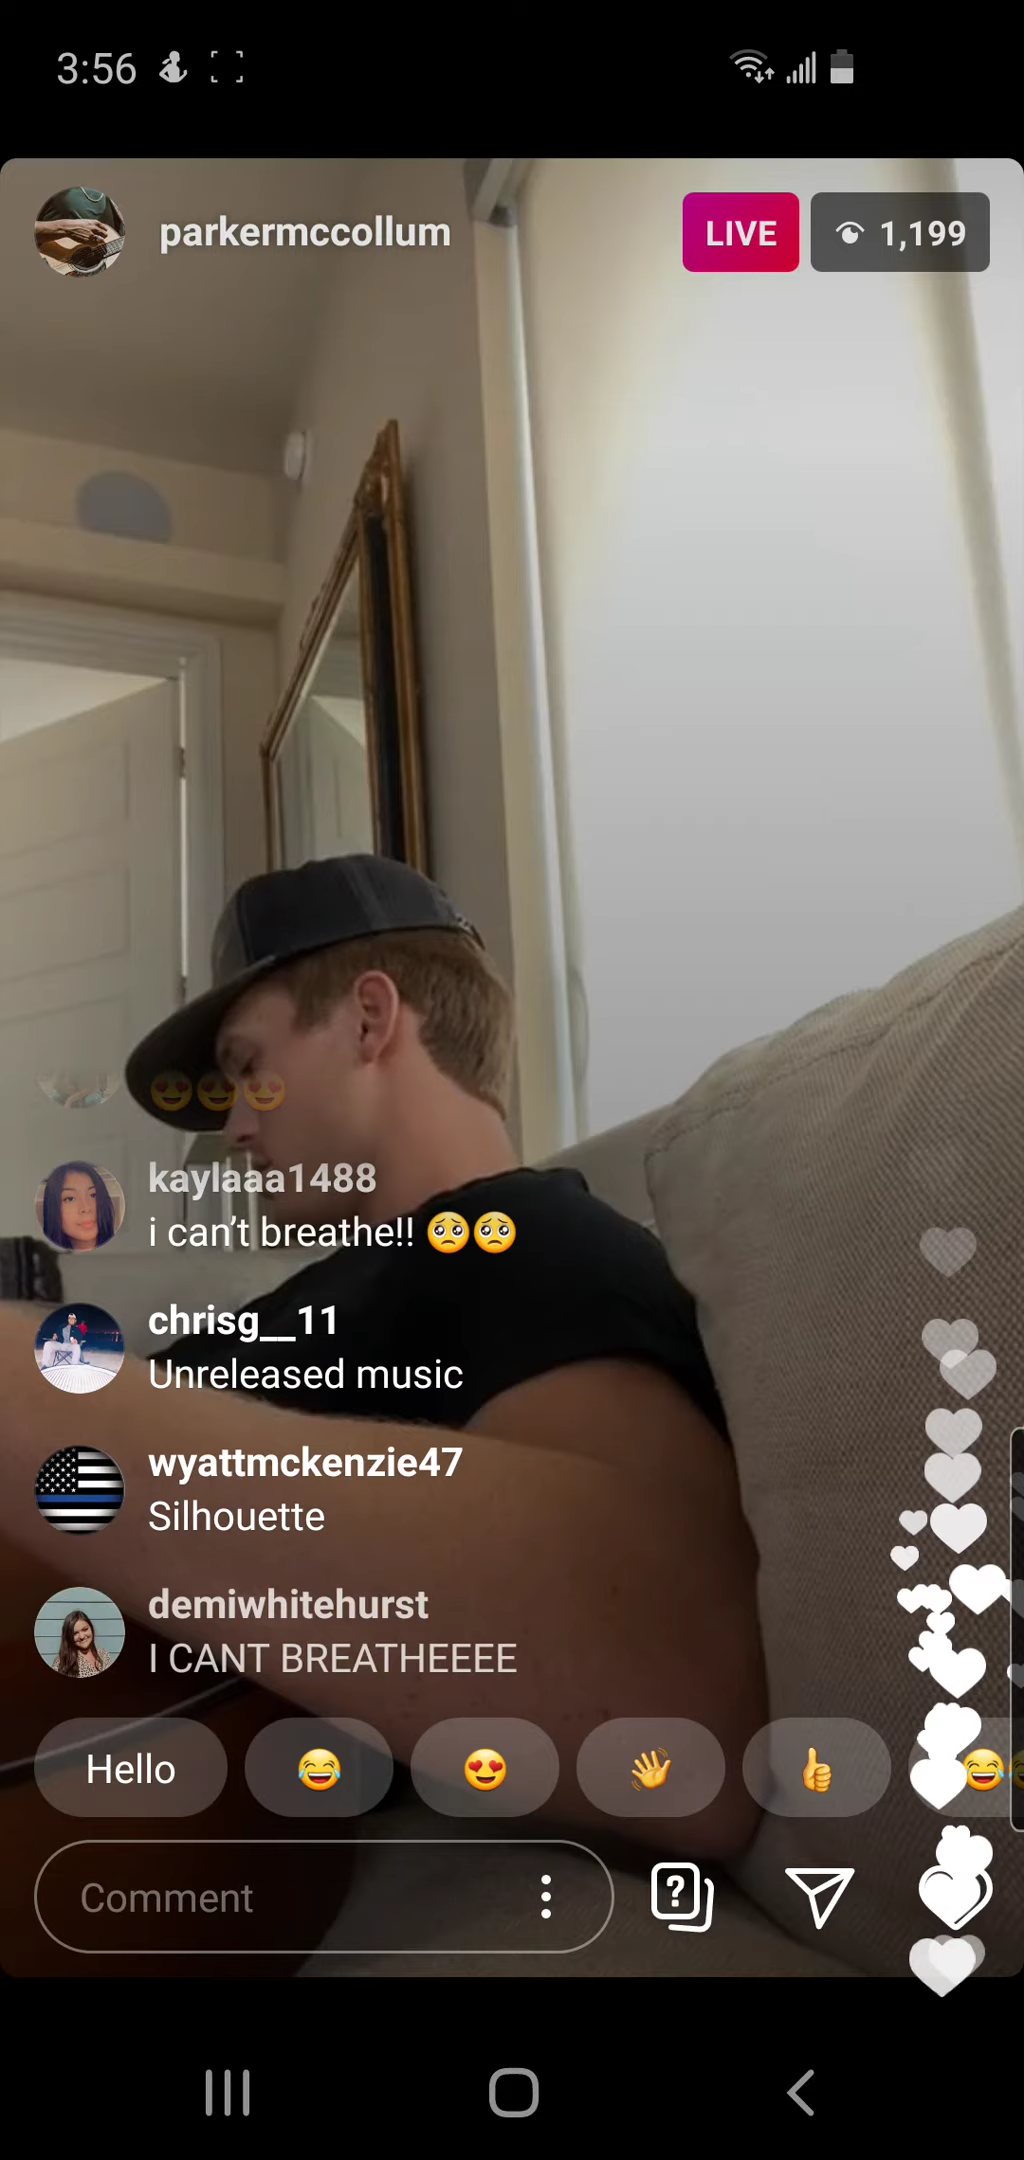 3:56
parkermccollum
LIVE
1,199
kaylaaa1488
i can't breathe!! 🥺🥺
chrisg__11
Unreleased music
wyattmckenzie47
Silhouette
demiwhitehurst
I CANT BREATHEEEE
Hello
Comment